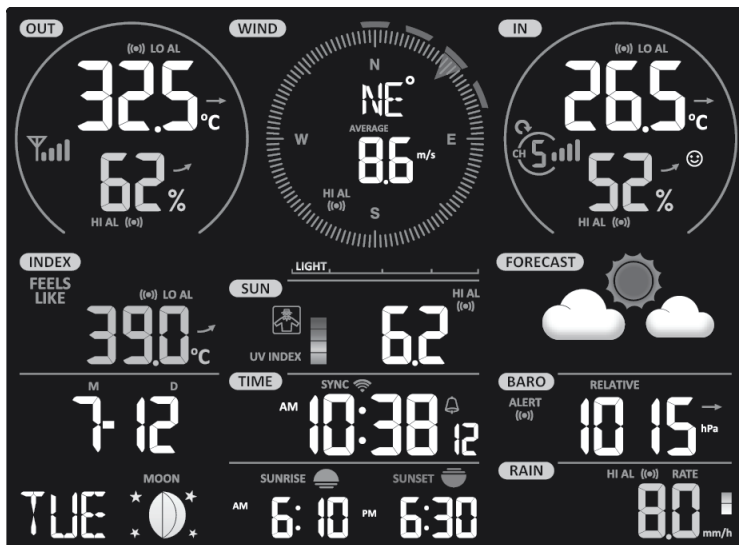 OUT
LO AL
32.5 °C
62 %
HI AL
WIND
N
NE°
W
E
AVERAGE
8.6 m/s
HI AL
S
IN
LO AL
26.5 °C
CH 5
52 %
HI AL
INDEX
FEELS
LIKE
LO AL
39.0 °C
LIGHT
SUN
HI AL
UV INDEX
6.2
FORECAST
M D
7-12
TUE
MOON
TIME
SYNC
AM 10:38 12
SUNRISE
AM 6:10
SUNSET
PM 6:30
BARO
RELATIVE
ALERT
1015 hPa
RAIN
HI AL RATE
8.0 mm/h